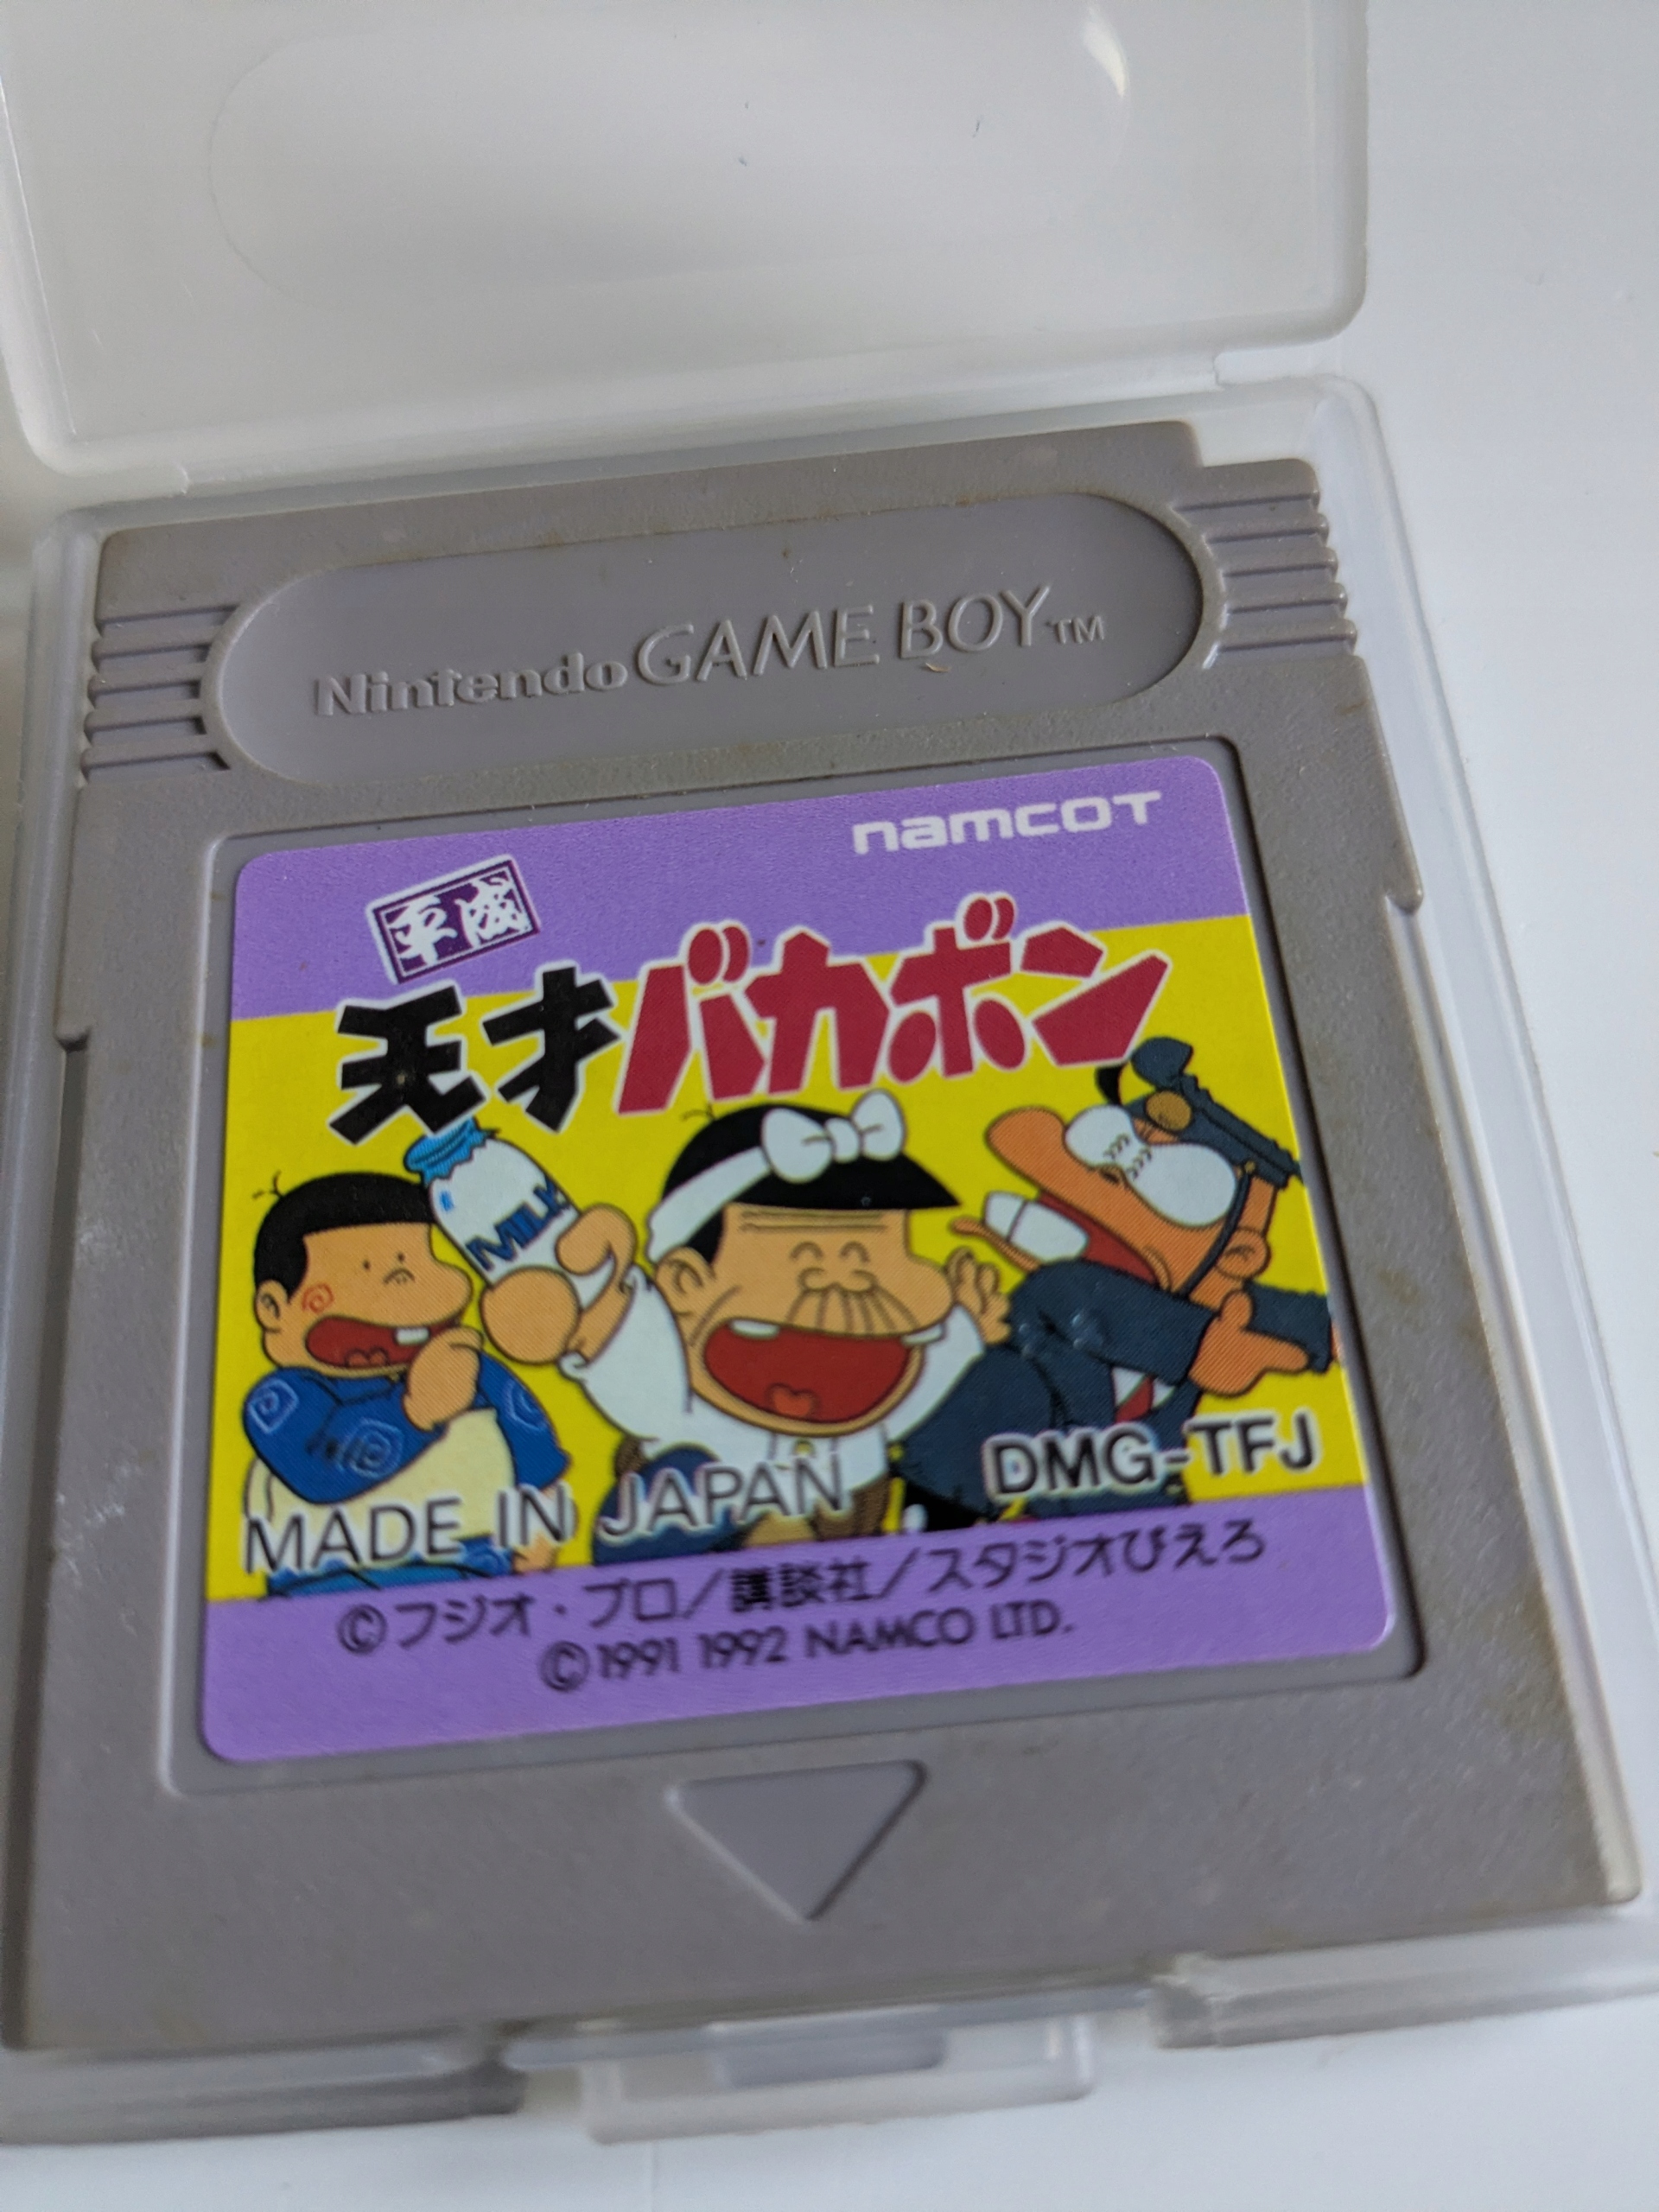 Nintendo GAME BOY™
namcoT
平成
天才バカボン
MILK
MADE IN JAPAN
DMG-TFJ
©フジオ・プロ/講談社/スタジオぴえろ
©1991 1992 NAMCO LTD.